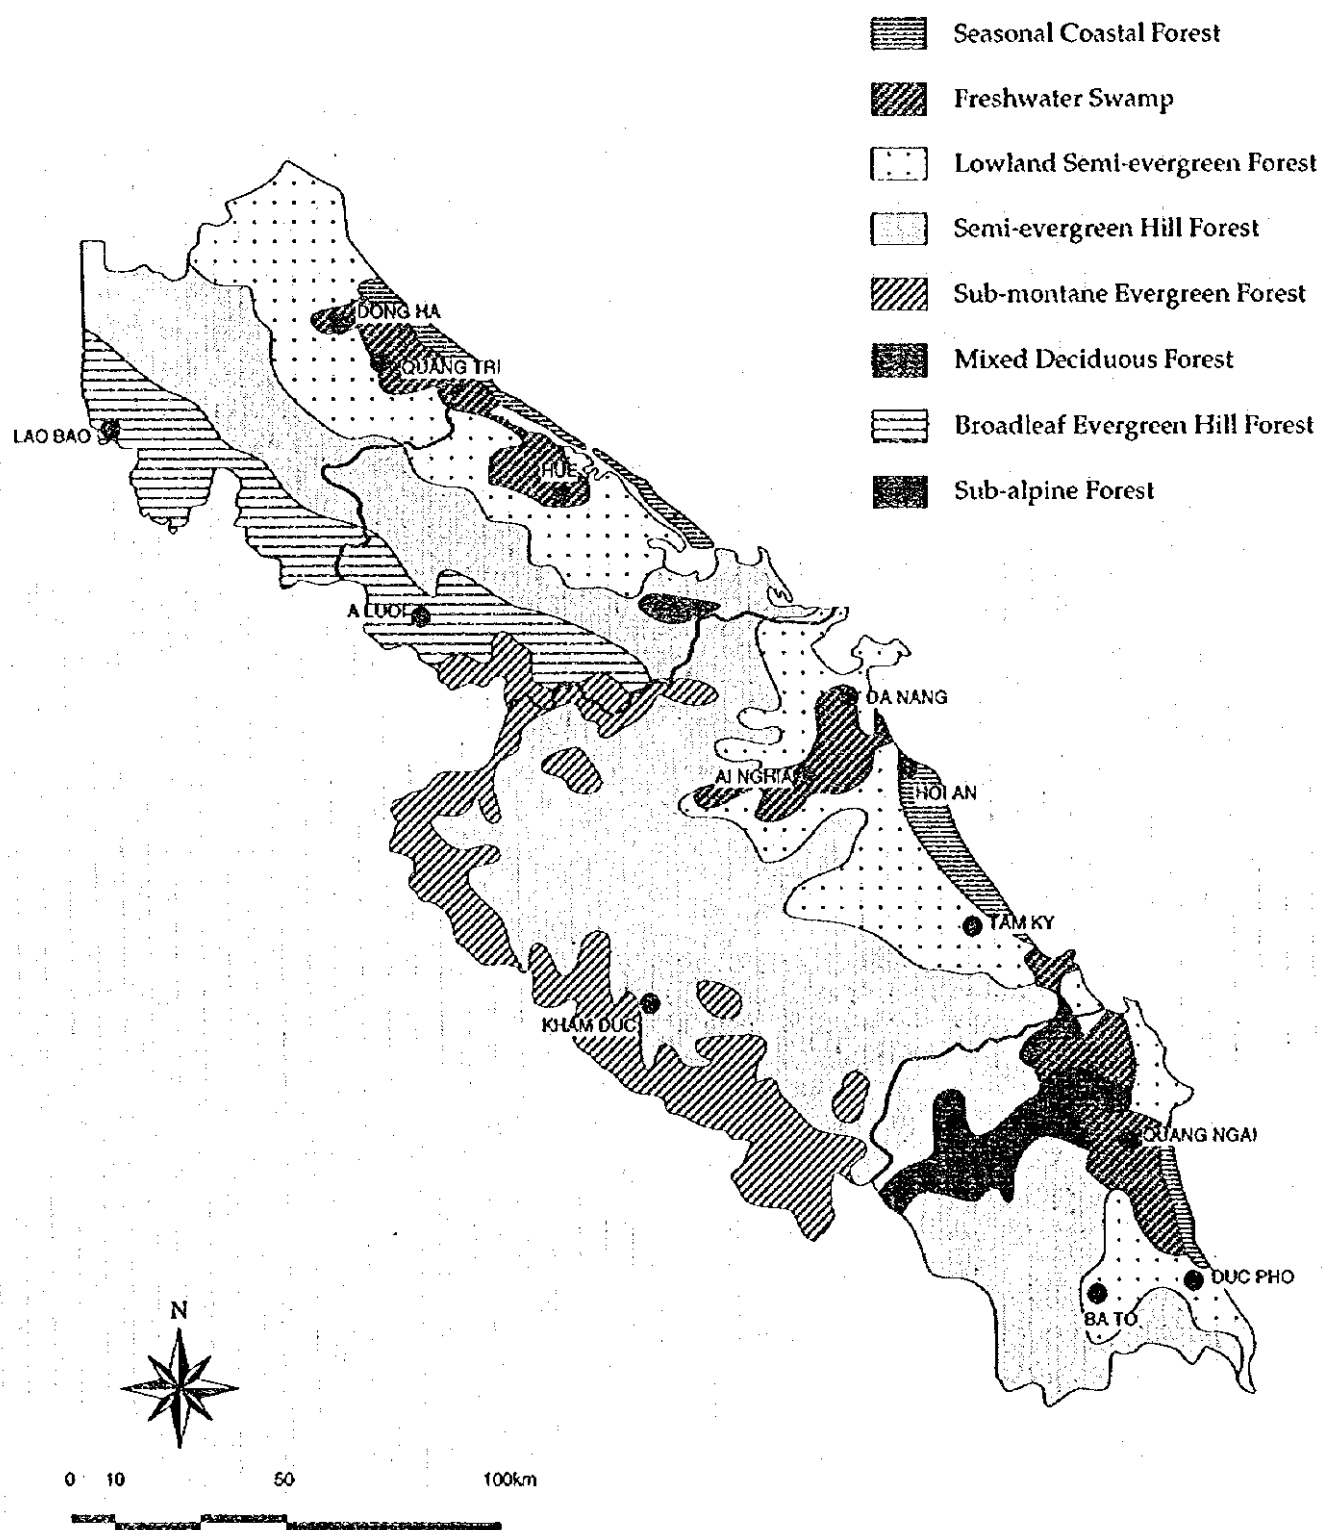 Seasonal Coastal Forest
Freshwater Swamp
Lowland Semi-evergreen Forest
Semi-evergreen Hill Forest
Sub-montane Evergreen Forest
Mixed Deciduous Forest
Broadleaf Evergreen Hill Forest
Sub-alpine Forest
DONG HA
QUANG TRI
LAO BAO
HUE
A LUOI
DA NANG
AI NGHIA
HOI AN
TAM KY
KHAM DUC
QUANG NGAI
DUC PHO
BA TO
N
0 10 50 100km